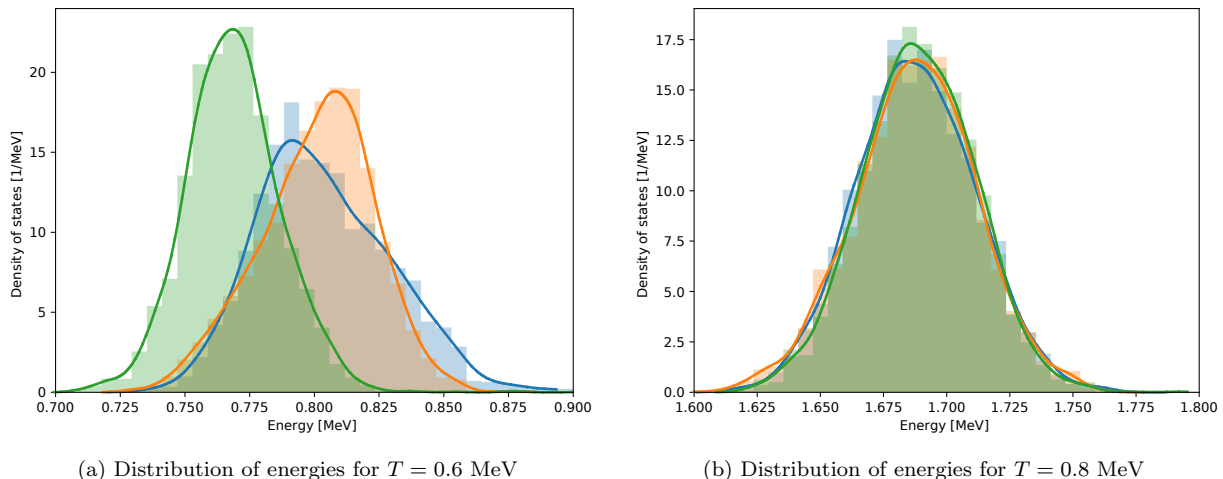 20
15
10
5
0
Density of states [1/MeV]
0.700 0.725 0.750 0.775 0.800 0.825 0.850 0.875 0.900
Energy [MeV]
(a) Distribution of energies for T = 0.6 MeV
17.5
15.0
12.5
10.0
7.5
5.0
2.5
0.0
Density of states [1/MeV]
1.600 1.625 1.650 1.675 1.700 1.725 1.750 1.775 1.800
Energy [MeV]
(b) Distribution of energies for T = 0.8 MeV